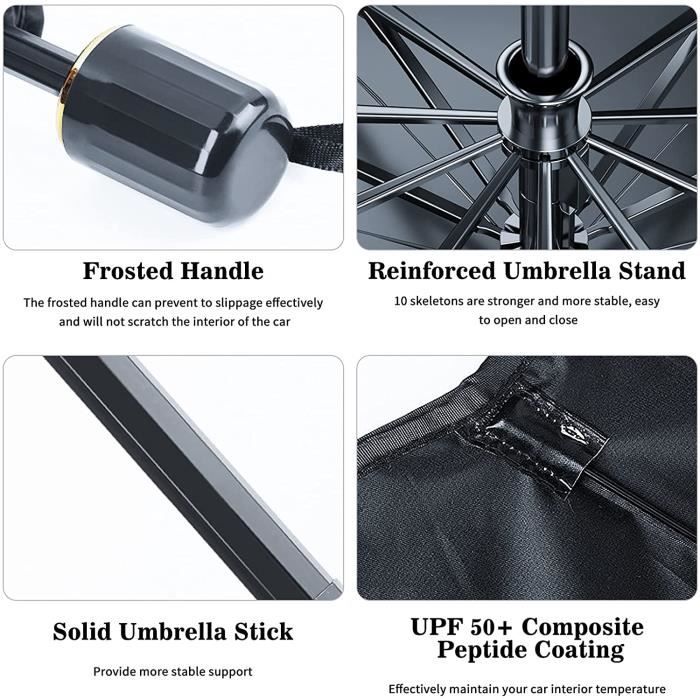 Frosted Handle
The frosted handle can prevent to slippage effectively
and will not scratch the interior of the car
Reinforced Umbrella Stand
10 skeletons are stronger and more stable, easy
to open and close
Solid Umbrella Stick
Provide more stable support
UPF 50+ Composite
Peptide Coating
Effectively maintain your car interior temperature